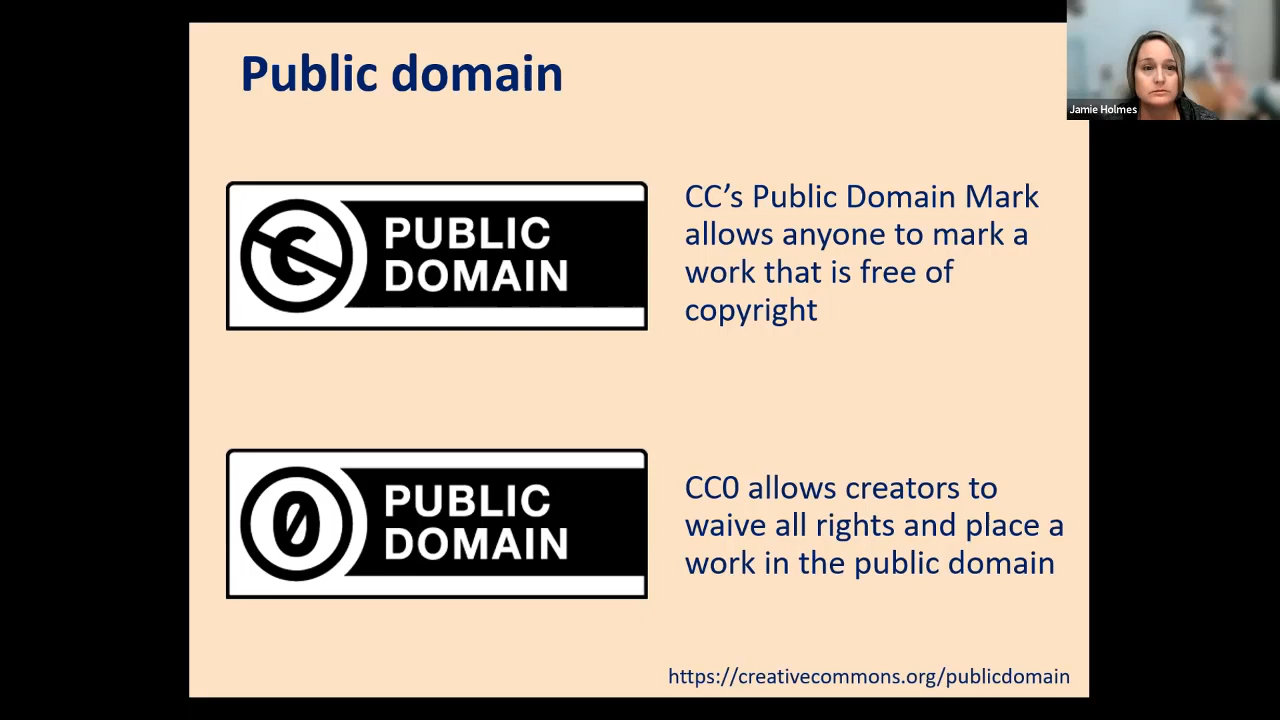 Public domain
Jamie Holmes
C
PUBLIC
DOMAIN
CC’s Public Domain Mark
allows anyone to mark a
work that is free of
copyright
0
PUBLIC
DOMAIN
CC0 allows creators to
waive all rights and place a
work in the public domain
https://creativecommons.org/publicdomain